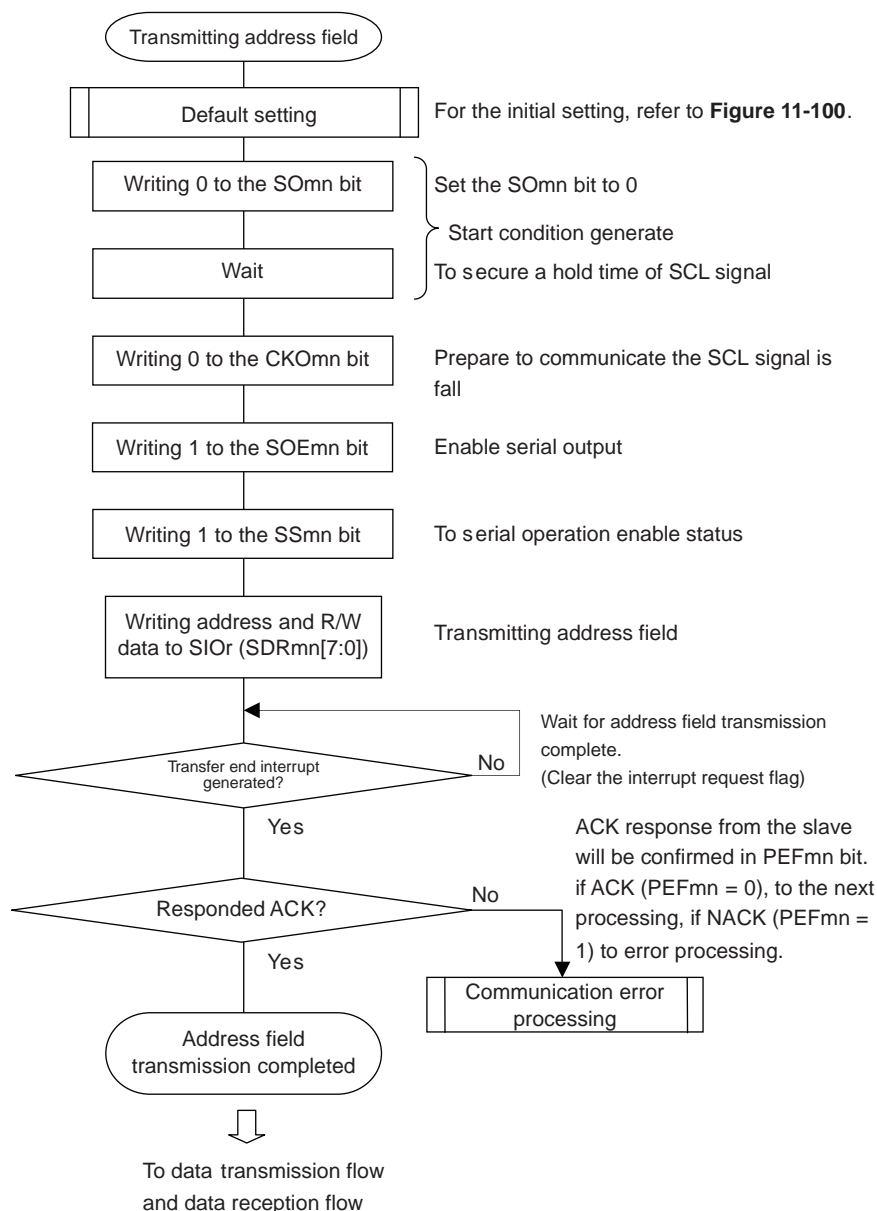 Transmitting address field
Default setting
For the initial setting, refer to Figure 11-100.
Writing 0 to the SOmn bit
Set the SOmn bit to 0
Start condition generate
Wait
To secure a hold time of SCL signal
Writing 0 to the CKOmn bit
Prepare to communicate the SCL signal is
fall
Writing 1 to the SOEmn bit
Enable serial output
Writing 1 to the SSmn bit
To serial operation enable status
Writing address and R/W
data to SIOr (SDRmn[7:0])
Transmitting address field
Wait for address field transmission
complete.
(Clear the interrupt request flag)
Transfer end interrupt
generated?
No
Yes
ACK response from the slave
will be confirmed in PEFmn bit.
if ACK (PEFmn = 0), to the next
processing, if NACK (PEFmn =
1) to error processing.
Responded ACK?
No
Yes
Communication error
processing
Address field
transmission completed
To data transmission flow
and data reception flow